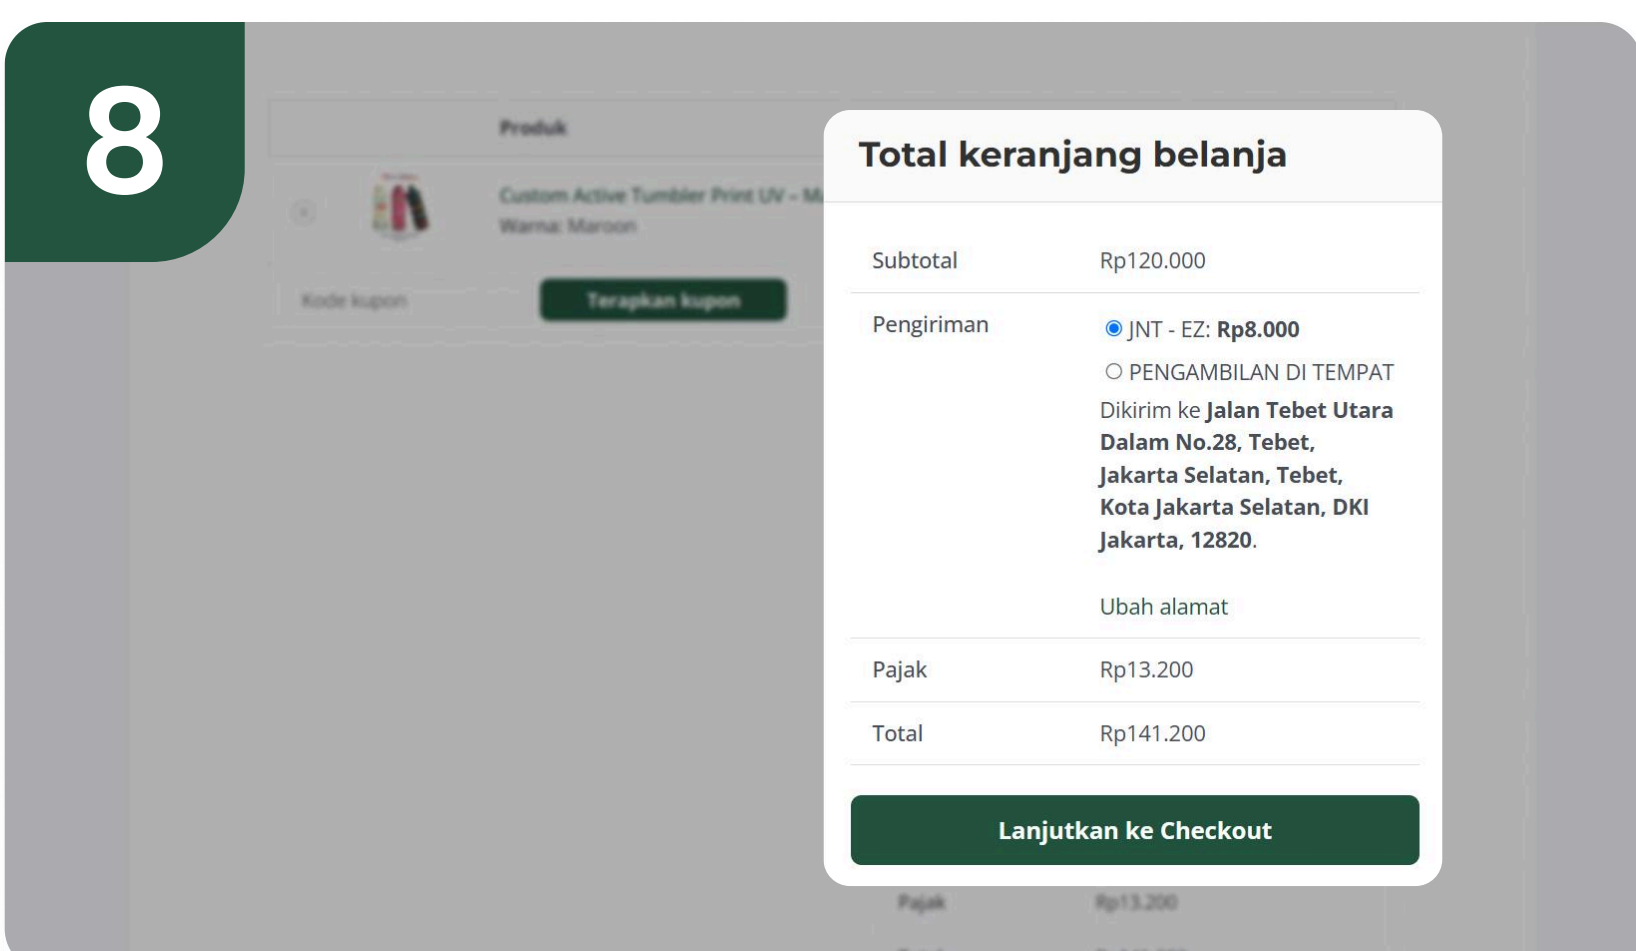 8
Produk
Custom Active Tumbler Print UV – Ma
Warna: Maroon
Kode kupon
Terapkan kupon
Total keranjang belanja
Subtotal Rp120.000
Pengiriman JNT - EZ: Rp8.000
PENGAMBILAN DI TEMPAT
Dikirim ke Jalan Tebet Utara
Dalam No.28, Tebet,
Jakarta Selatan, Tebet,
Kota Jakarta Selatan, DKI
Jakarta, 12820.
Ubah alamat
Pajak Rp13.200
Total Rp141.200
Lanjutkan ke Checkout
Pajak Rp13.200